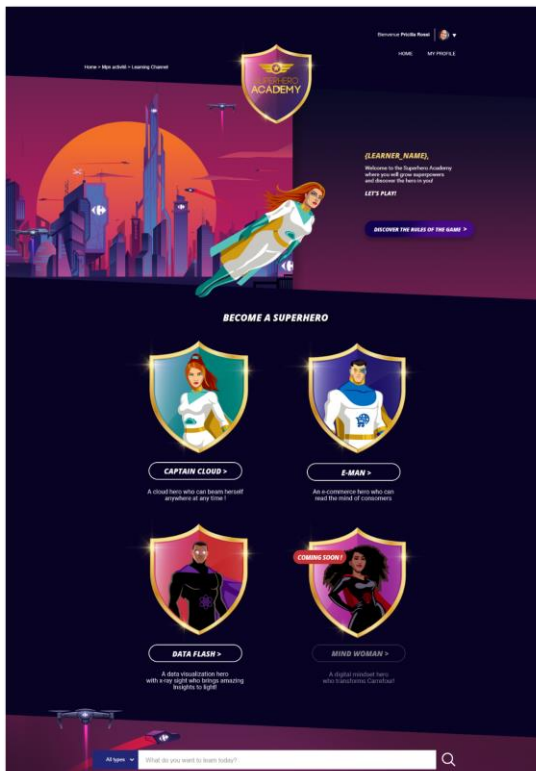 Bienvenue Pricilla Rossi
HOME MY PROFILE
Home > Mon activité > Learning Channel
SUPERHERO
ACADEMY
{LEARNER_NAME},
Welcome to the Superhero Academy
where you will grow superpowers
and discover the hero in you!
LET'S PLAY!
DISCOVER THE RULES OF THE GAME >
BECOME A SUPERHERO
CAPTAIN CLOUD >
A cloud hero who can beam herself
anywhere at any time !
E-MAN >
An e-commerce hero who can
read the mind of consomers
COMING SOON !
DATA FLASH >
A data visualization hero
with x-ray sight who brings amazing
Insights to light!
MIND WOMAN >
A digital mindset hero
who transforms Carrefour!
All types
What do you want to learn today?